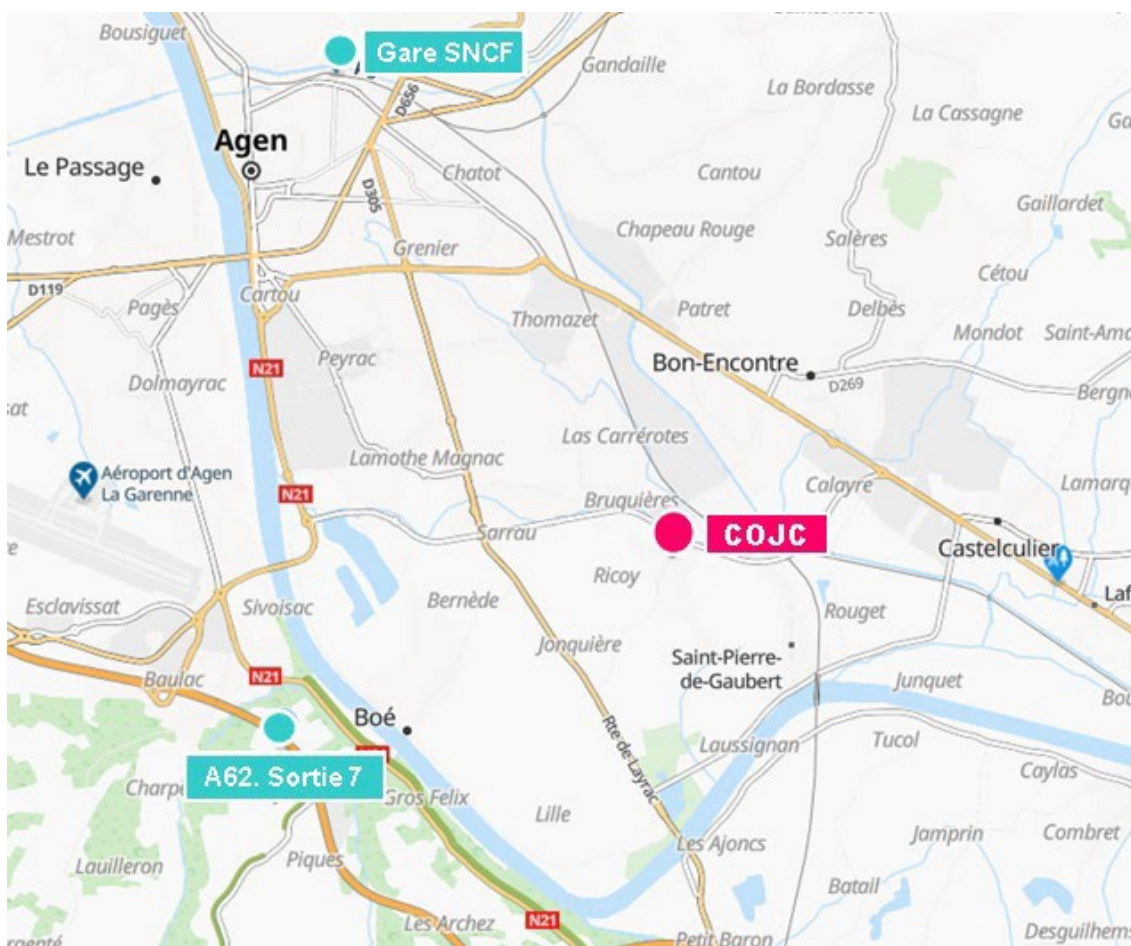 Bousiguet
Gare SNCF
Gandaille
La Bordasse
La Cassagne
D656
Agen
Le Passage
Chatot
Cantou
D305
Gaillardet
Mestrot
Grenier
Chapeau Rouge
Salères
Cétou
D119
Cartou
Pagès
Thomazet
Patret
Delbès
Mondot
Peyrac
N21
Bon-Encontre
D269
Dolmayrac
Las Carrérotes
Aéroport d'Agen
La Garenne
Lamothe Magnac
Calayre
N21
Bruquières
Sarrau
COJC
Castelculier
Ricoy
Esclavissat
Sivoisac
Bernède
Rouget
Jonquière
Saint-Pierre-
de-Gaubert
Baulac
N21
Junquet
Boé
Rte de Layrac
Laussignan
Tucol
A62. Sortie 7
Caylas
Gros Felix
Lille
Les Ajoncs
Jamprin
Combret
Lauilleron
Piques
Batail
Les Archez
N21
Petit Baron
Desguilhems